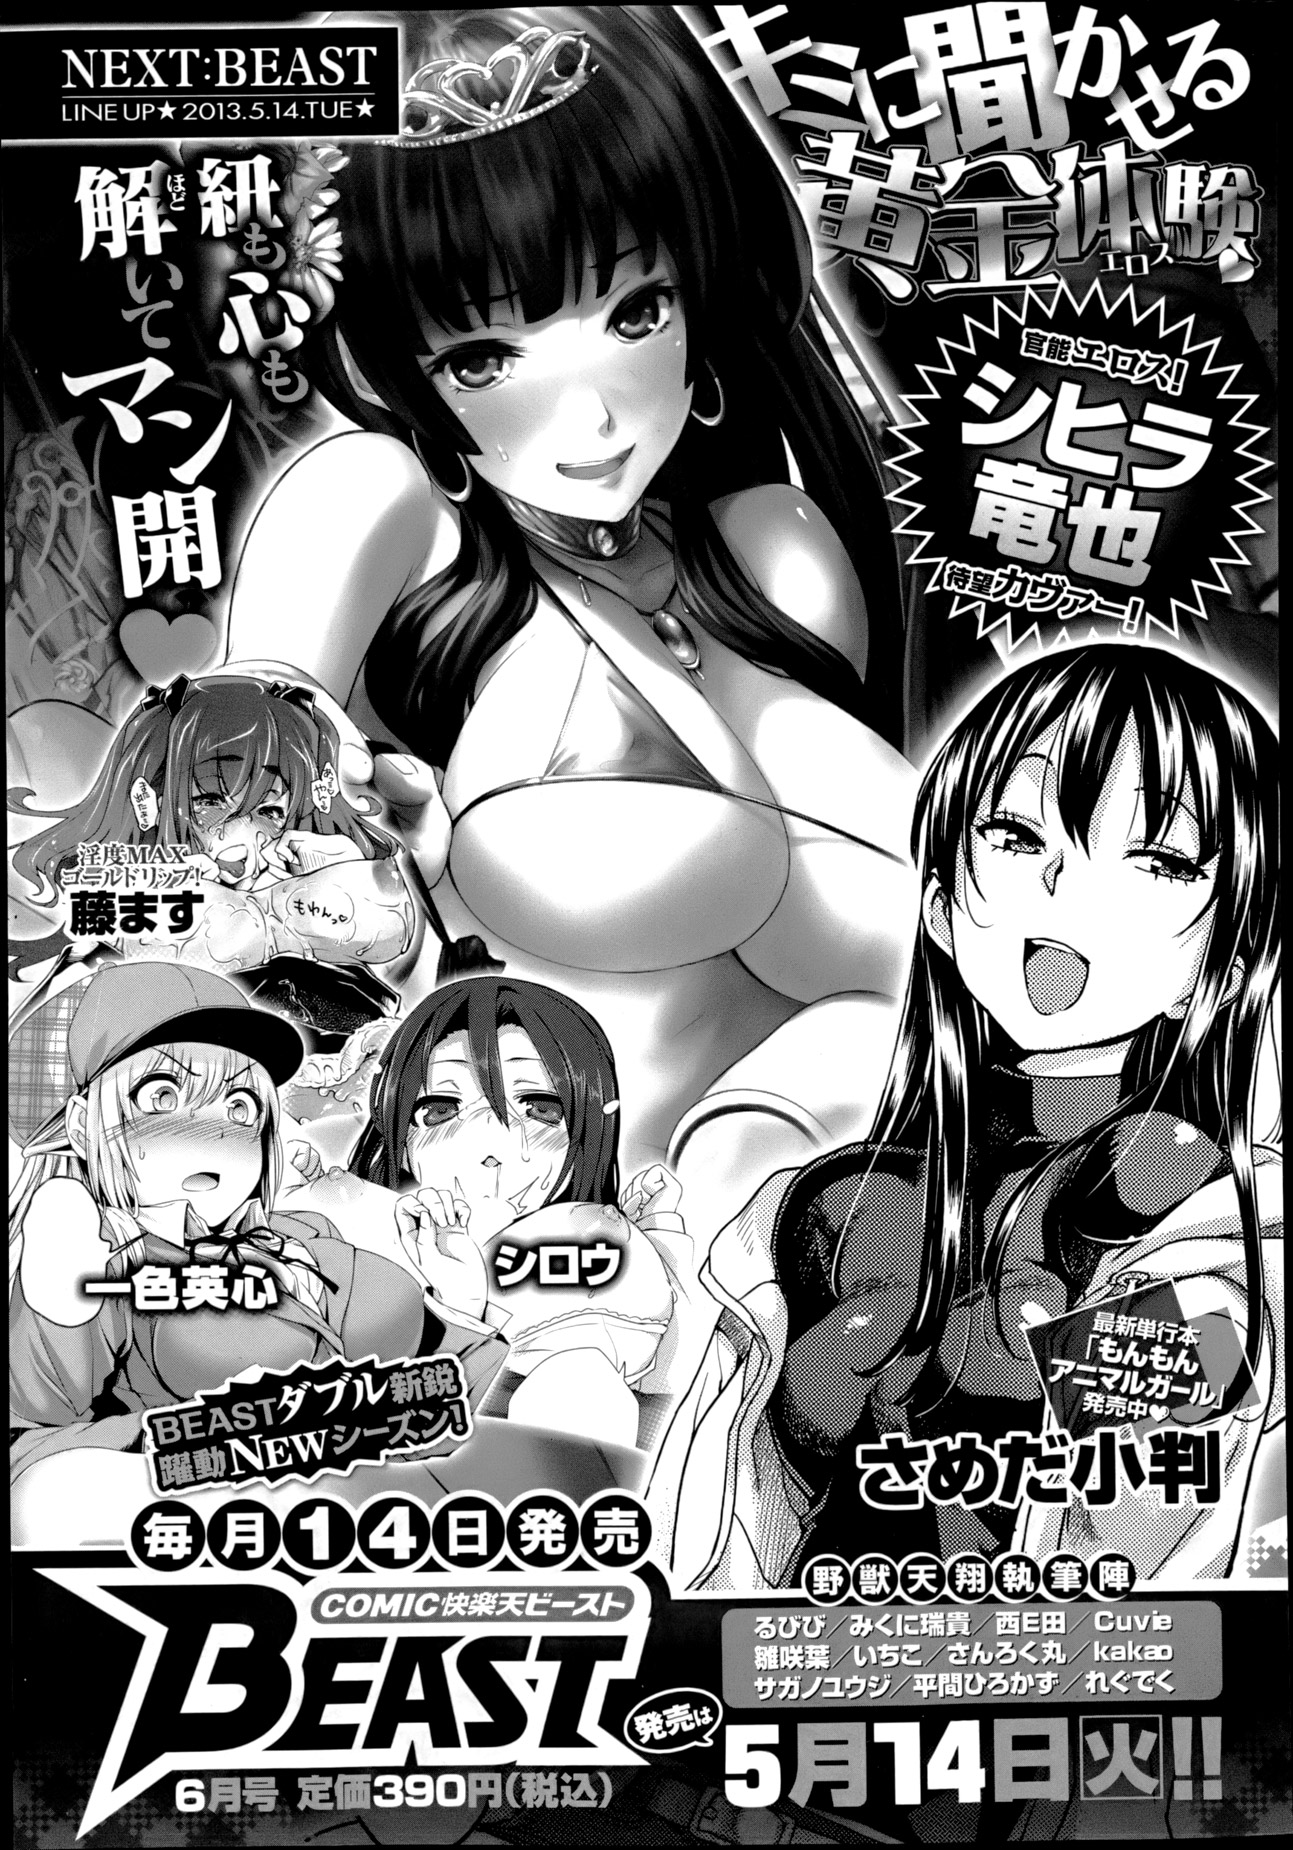 NEXT:BEAST
LINE UP★2013.5.14.TUE★
キミに聞かせる
黄金体験♪
エロス
紐も心も
解いてマン開♥
ほど
官能エロス!
シヒラ
竜也
待望カヴァー!
淫度MAX
ゴールドリップ!
藤ます
もわんっ♡
一色英心
シロウ
BEASTダブル新鋭
躍動NEWシーズン!
最新単行本
「もんもん
アニマルガール」
発売中♥
さめだ小判
毎月14日発売
COMIC快楽天ビースト
BEAST
6月号 定価390円(税込)
野獣天翔執筆陣
るびび/みくに瑞貴/西E田/Cuvie
雛咲葉/いちこ/さんろく丸/kakao
サガノユウジ/平間ひろかず/れぐでく
発売は
5月14日火!!